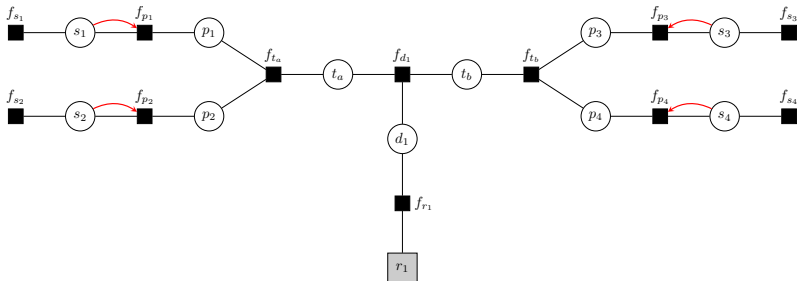 f_{s_1} f_{p_1} f_{p_3} f_{s_3}
s_1 p_1 p_3 s_3
f_{t_a} f_{d_1} f_{t_b}
t_a t_b
f_{s_2} f_{p_2} f_{p_4} f_{s_4}
s_2 p_2 p_4 s_4
d_1
f_{r_1}
r_1